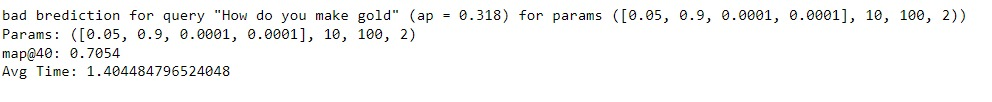 bad brediction for query "How do you make gold" (ap = 0.318) for params ([0.05, 0.9, 0.0001, 0.0001], 10, 100, 2))
Params: ([0.05, 0.9, 0.0001, 0.0001], 10, 100, 2)
map@40: 0.7054
Avg Time: 1.404484796524048